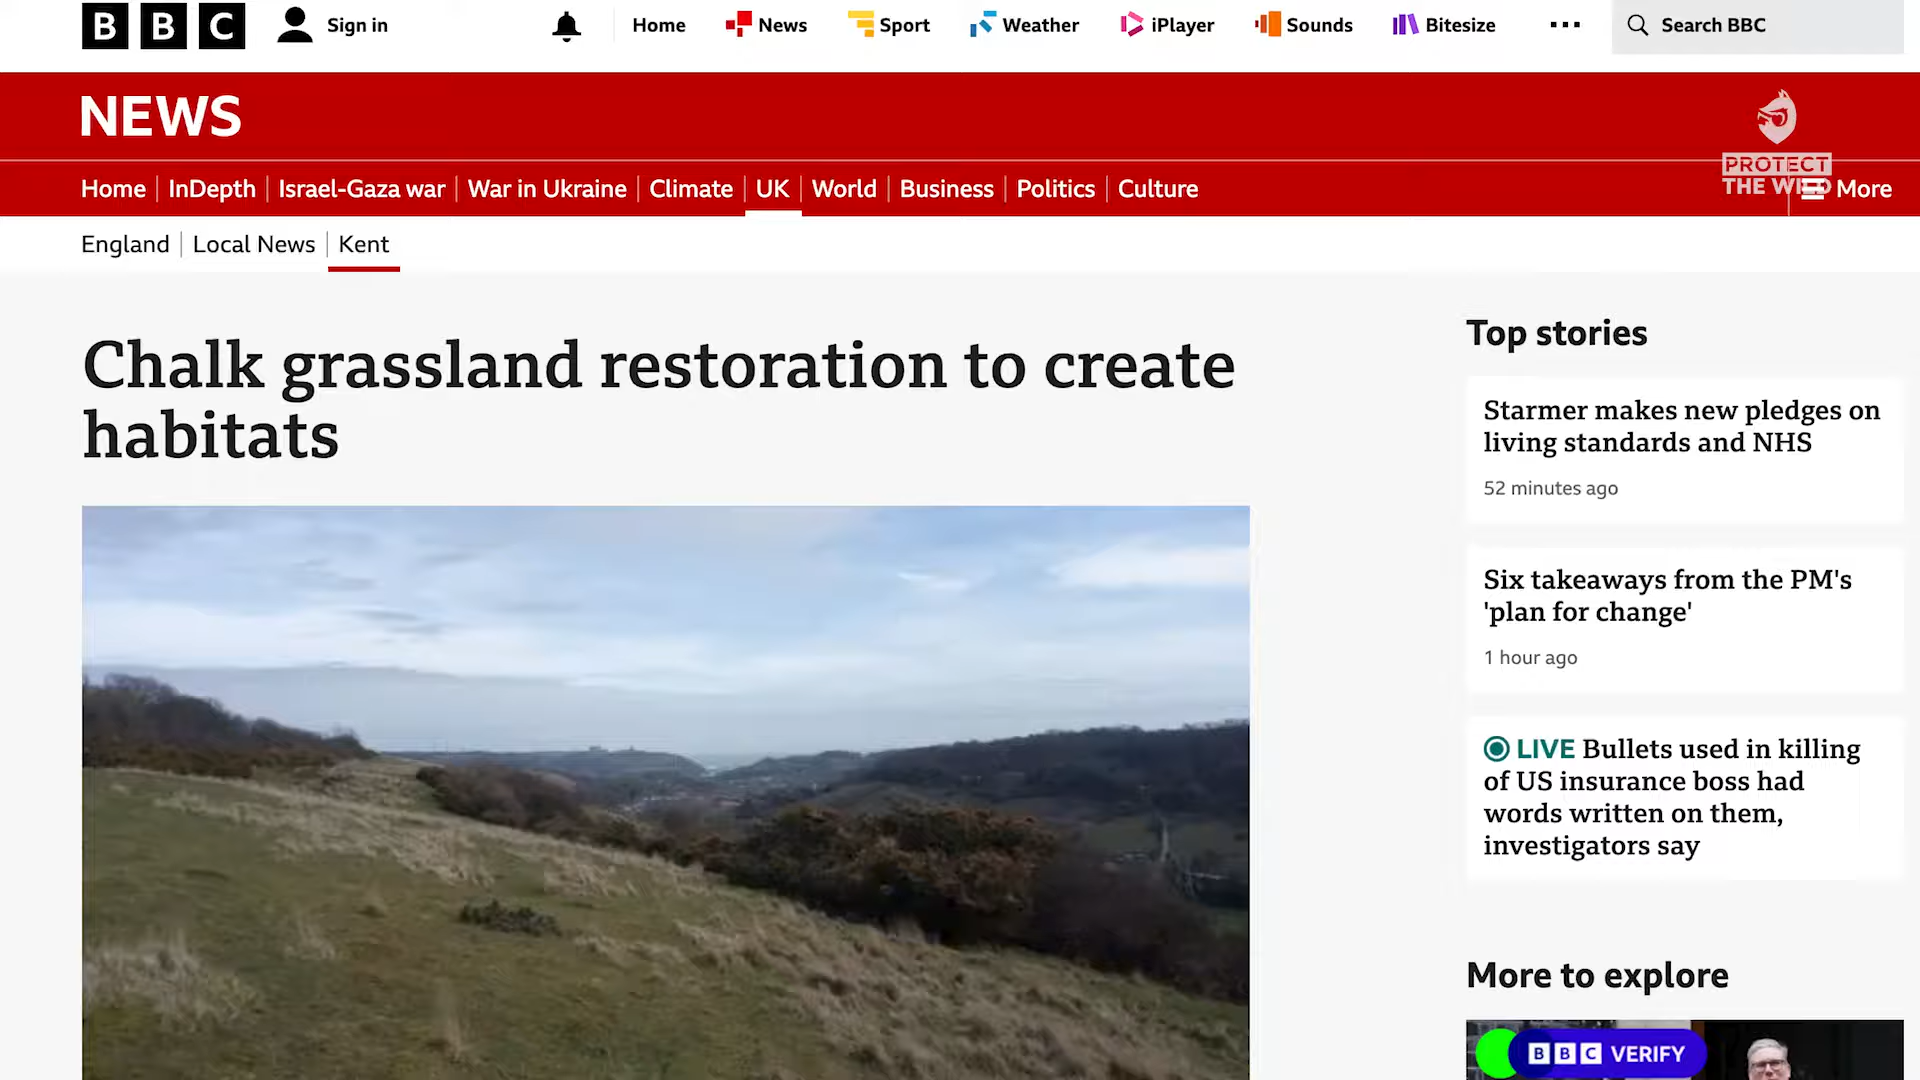 BBC
Sign in
Home
News
Sport
Weather
iPlayer
Sounds
Bitesize
Search BBC
NEWS
PROTECT
THE WILD
Home
InDepth
Israel-Gaza war
War in Ukraine
Climate
UK
World
Business
Politics
Culture
More
England
Local News
Kent
Chalk grassland restoration to create
habitats
Top stories
Starmer makes new pledges on
living standards and NHS
52 minutes ago
Six takeaways from the PM's
'plan for change'
1 hour ago
LIVE Bullets used in killing
of US insurance boss had
words written on them,
investigators say
More to explore
BBC VERIFY